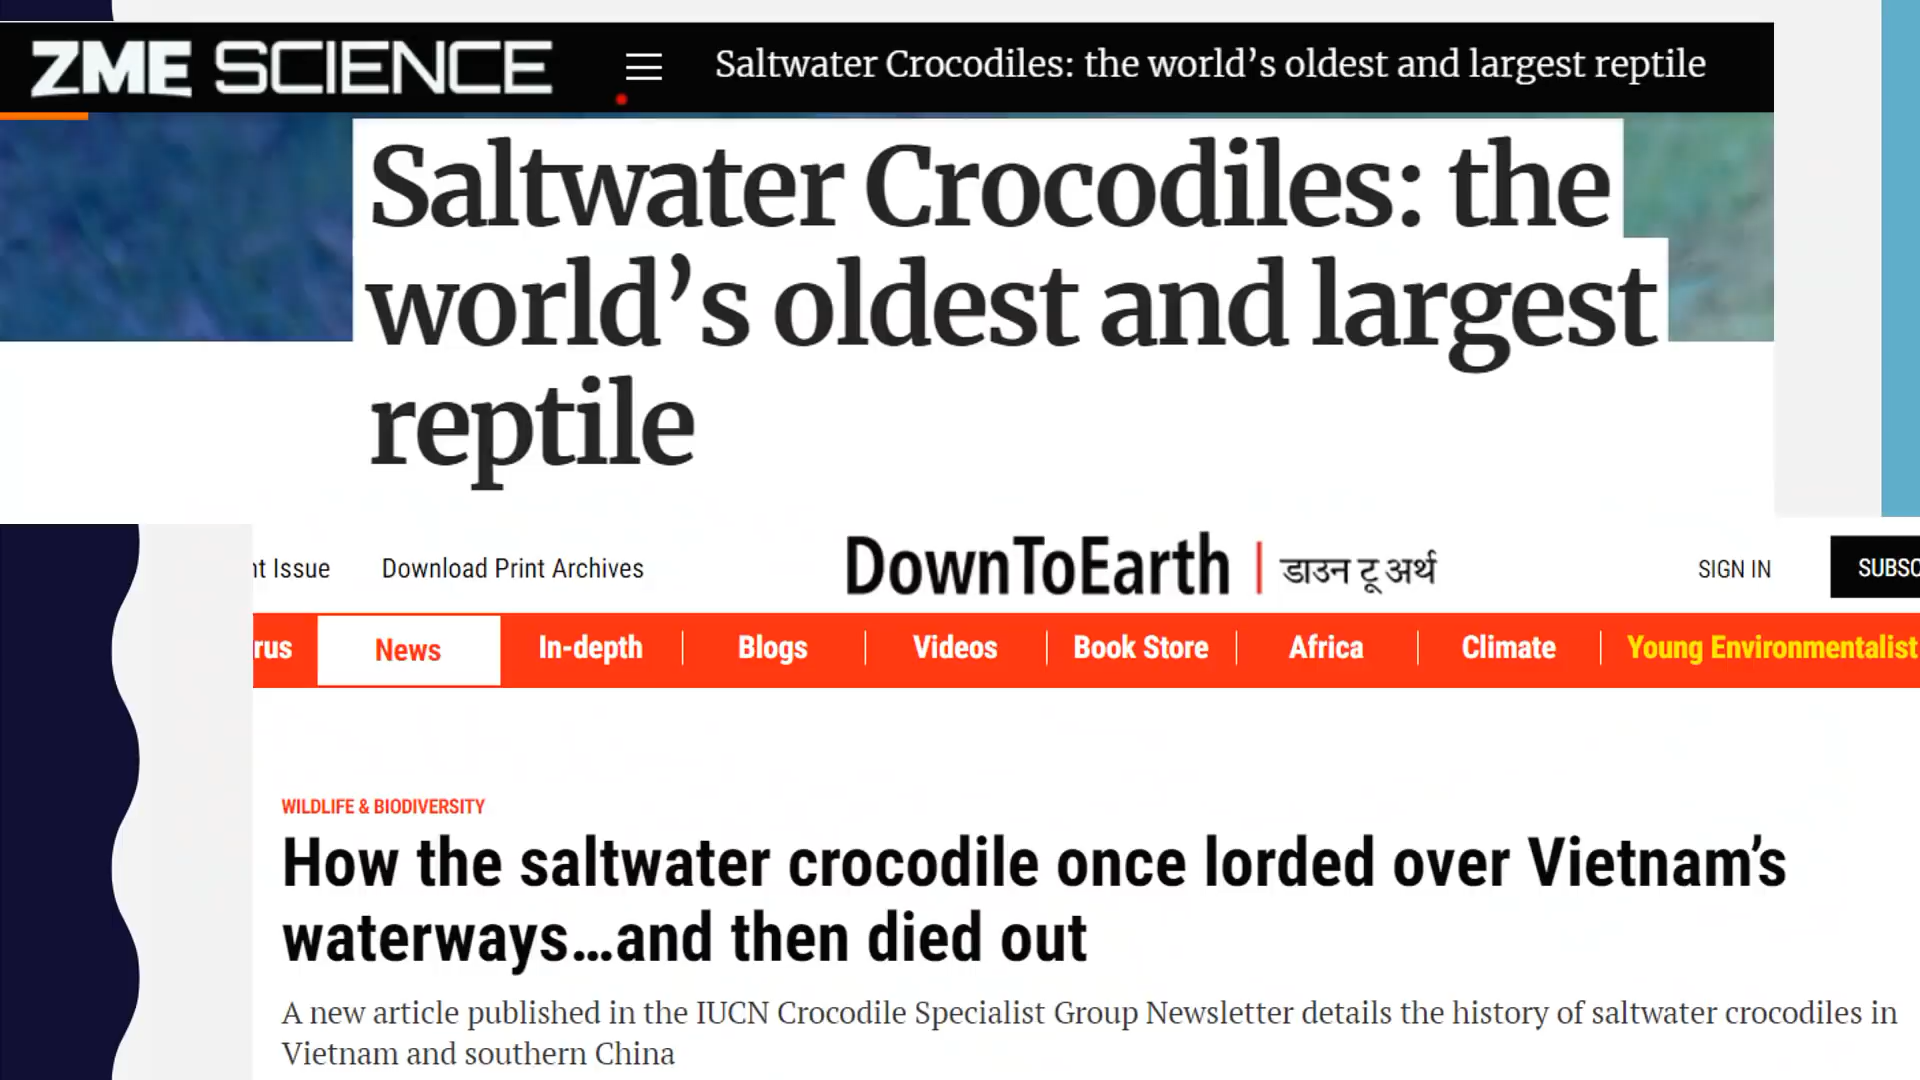 ZME SCIENCE
Saltwater Crocodiles: the world’s oldest and largest reptile
Saltwater Crocodiles: the
world’s oldest and largest
reptile
nt Issue
Download Print Archives
DownToEarth | डाउन टू अर्थ
SIGN IN
SUBSC
rus
News
In-depth
Blogs
Videos
Book Store
Africa
Climate
Young Environmentalist
WILDLIFE & BIODIVERSITY
How the saltwater crocodile once lorded over Vietnam’s
waterways…and then died out
A new article published in the IUCN Crocodile Specialist Group Newsletter details the history of saltwater crocodiles in
Vietnam and southern China